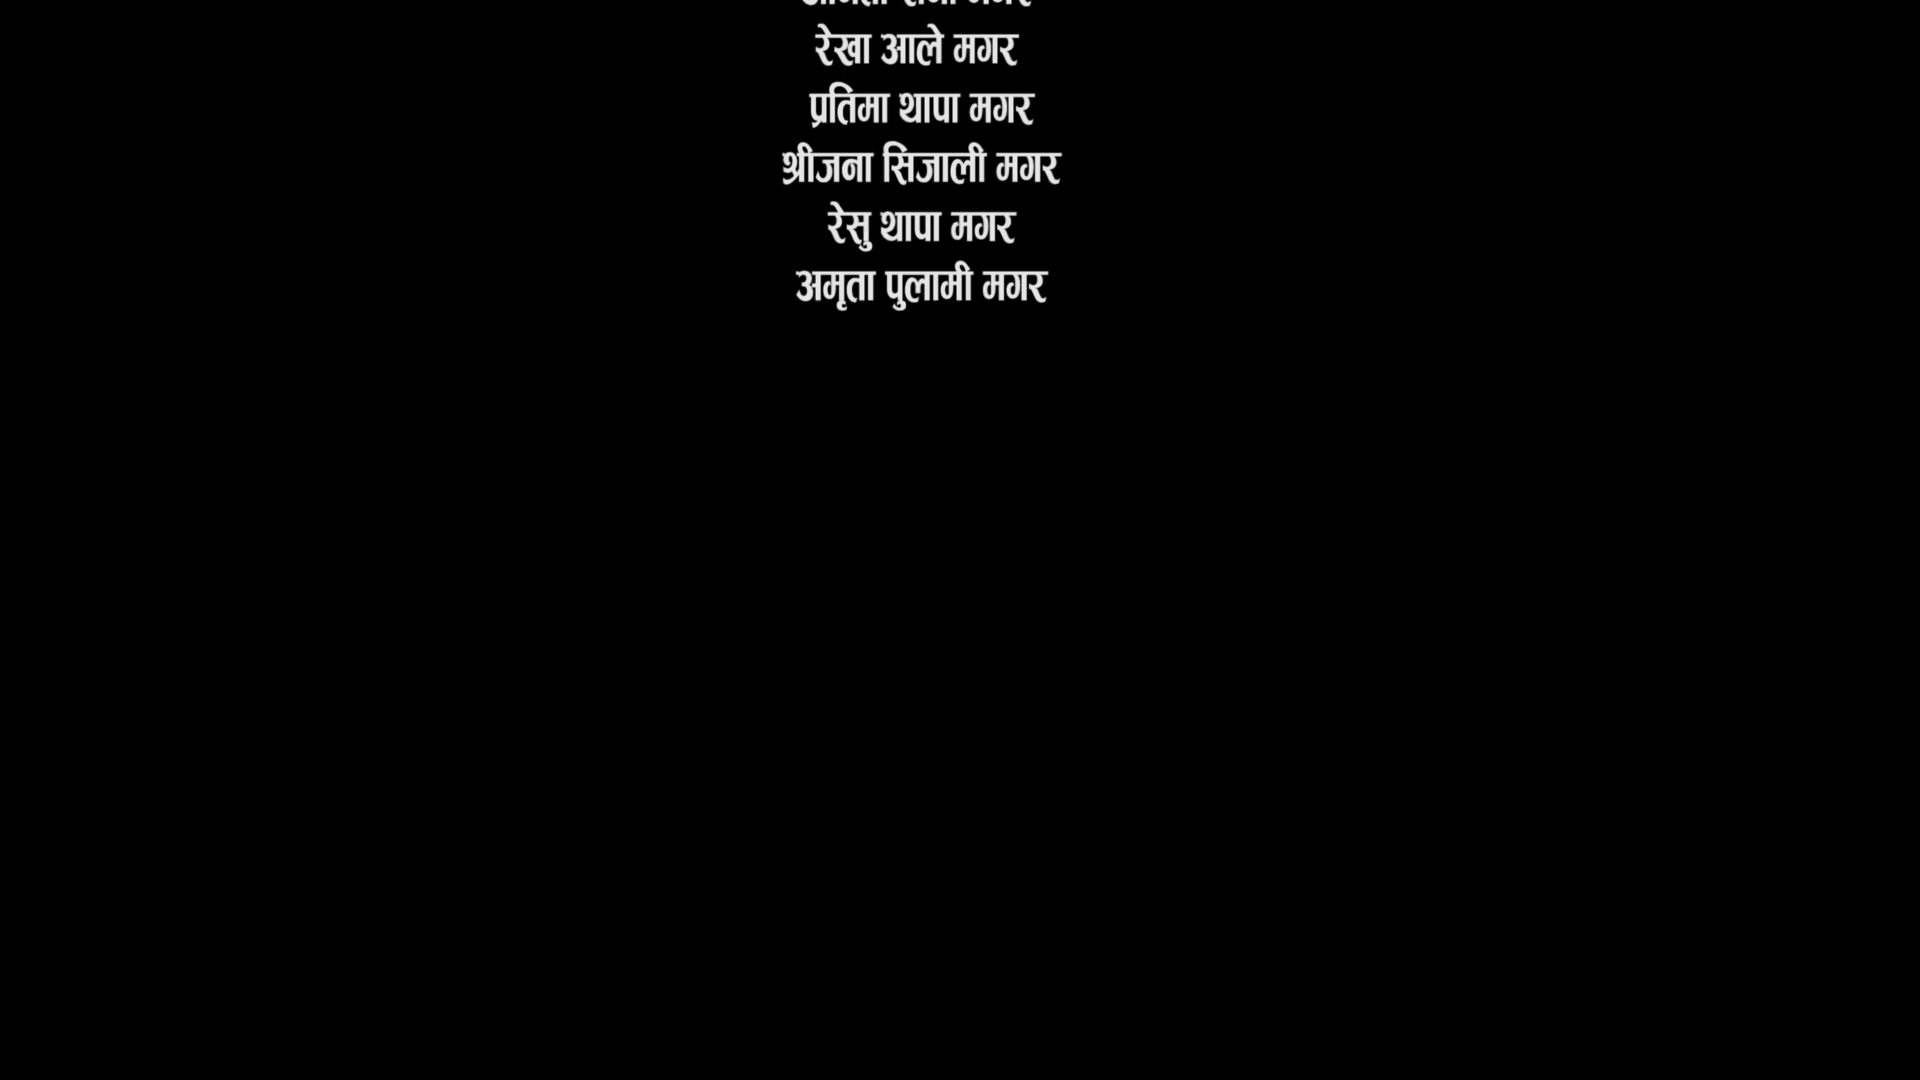 रेखा आले मगर
प्रतिमा थापा मगर
श्रीजना सिजाली मगर
रेसु थापा मगर
अमृता पुलामी मगर